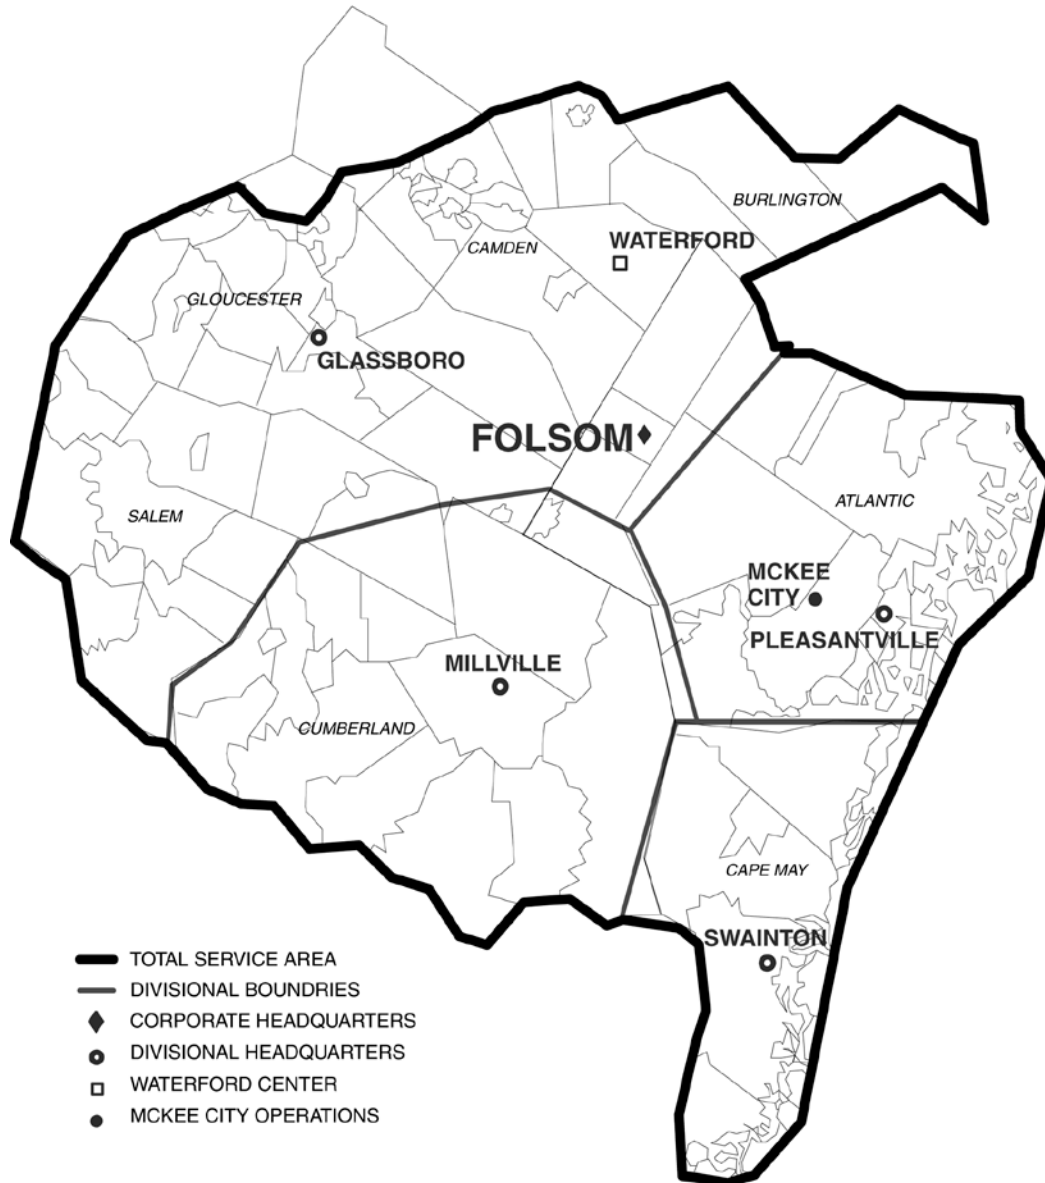 BURLINGTON
WATERFORD
CAMDEN
GLOUCESTER
GLASSBORO
FOLSOM
ATLANTIC
SALEM
MCKEE
CITY
PLEASANTVILLE
MILLVILLE
CUMBERLAND
CAPE MAY
SWAINTON
TOTAL SERVICE AREA
DIVISIONAL BOUNDRIES
CORPORATE HEADQUARTERS
DIVISIONAL HEADQUARTERS
WATERFORD CENTER
MCKEE CITY OPERATIONS